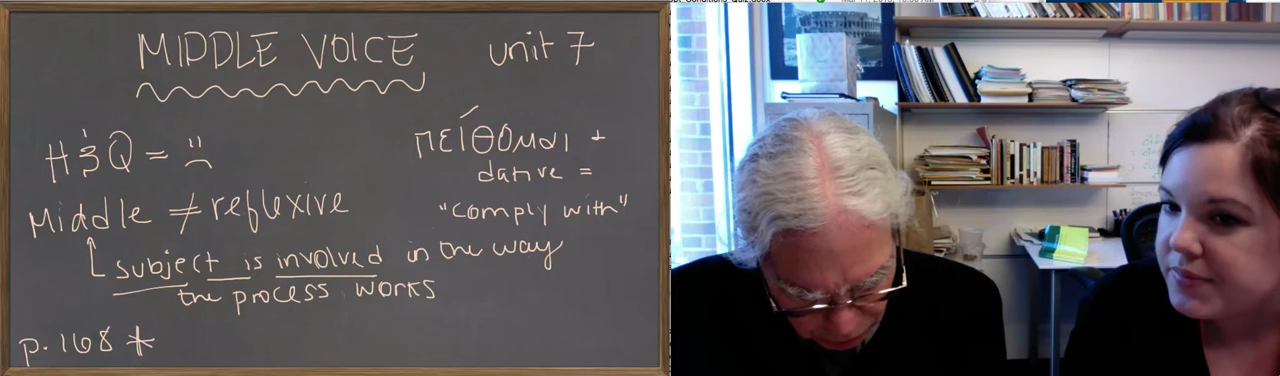 MIDDLE VOICE unit 7
H & Q = :(
ΠΕΊΘΟΜΑΙ +
dative =
"comply with"
Middle ≠ reflexive
subject is involved in the way
the process works
p. 168 *